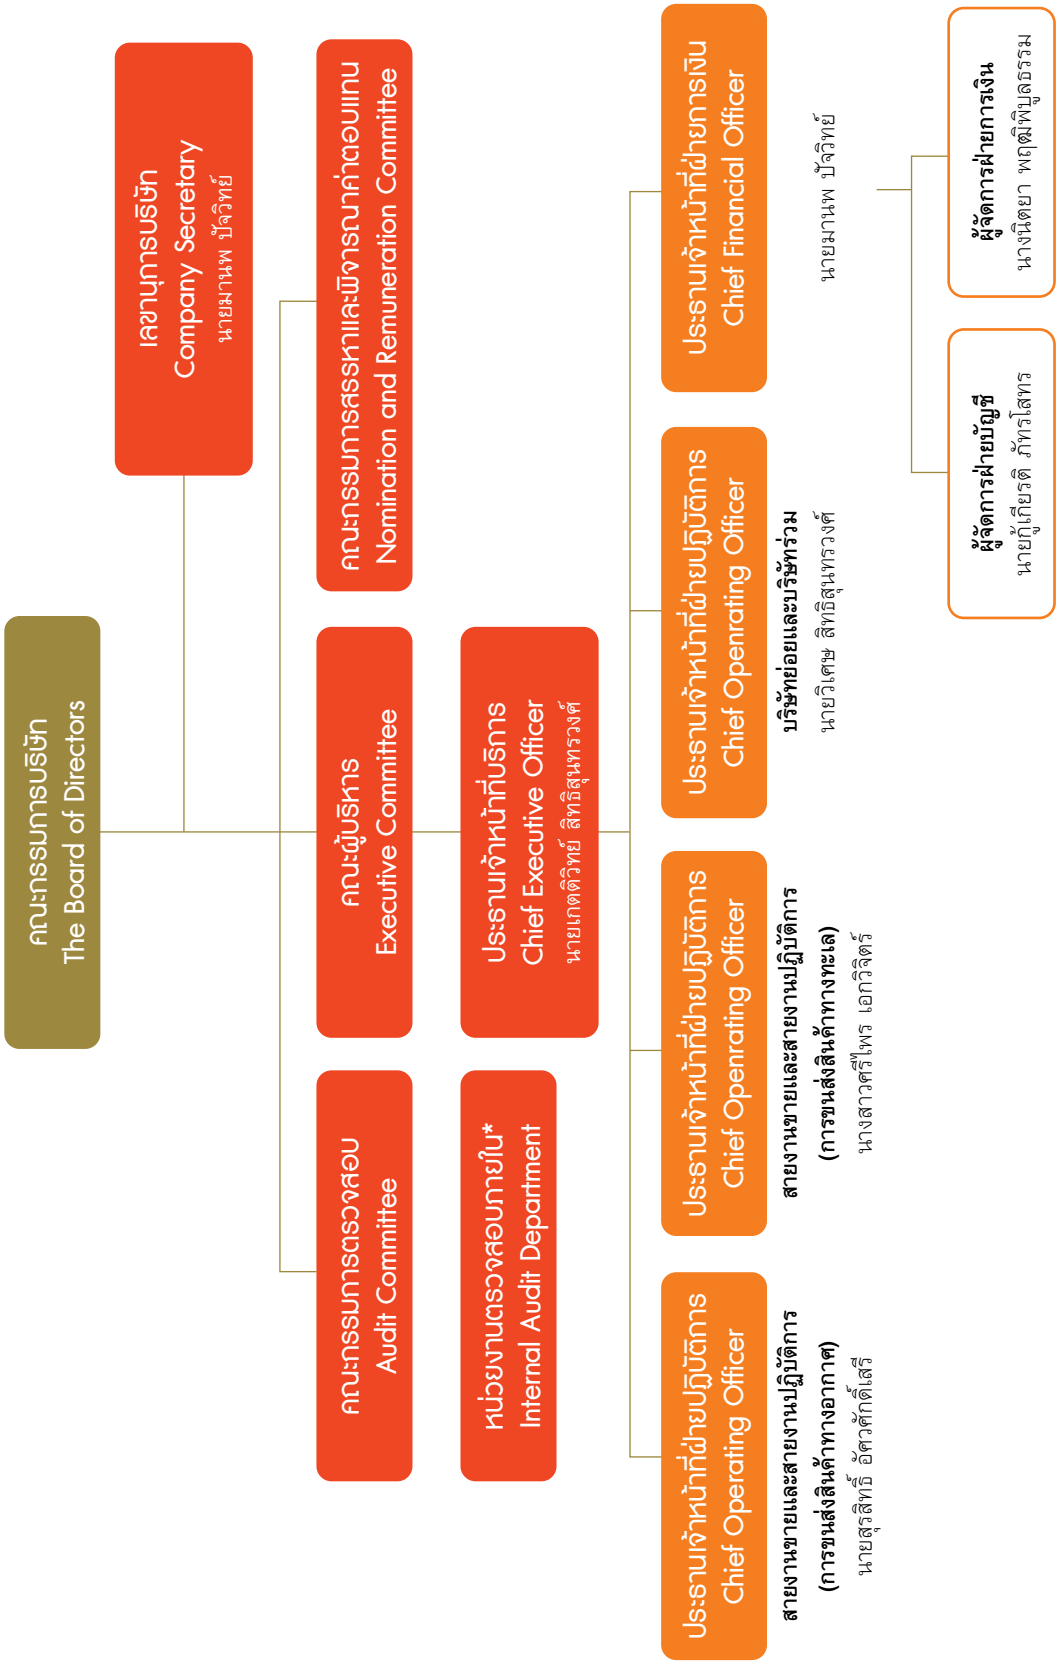 คณะกรรมการบริษัท
The Board of Directors
เลขานุการบริษัท
Company Secretary
นายมานพ ปัจวิทย์
คณะกรรมการตรวจสอบ
Audit Committee
คณะผู้บริหาร
Executive Committee
คณะกรรมการสรรหาและพิจารณาค่าตอบแทน
Nomination and Remuneration Committee
หน่วยงานตรวจสอบภายใน*
Internal Audit Department
ประธานเจ้าหน้าที่บริการ
Chief Executive Officer
นายเกตติวิทย์ สิทธิสุนทรวงศ์
ประธานเจ้าหน้าที่ฝ่ายปฏิบัติการ
Chief Operating Officer
สายงานขายและสายงานปฏิบัติการ
(การขนส่งสินค้าทางอากาศ)
นายสุรสิทธิ์ อัศวศักดิ์เสรี
ประธานเจ้าหน้าที่ฝ่ายปฏิบัติการ
Chief Openrating Officer
สายงานขายและสายงานปฏิบัติการ
(การขนส่งสินค้าทางทะเล)
นางสาวศรีไพร เอกวิจิตร์
ประธานเจ้าหน้าที่ฝ่ายปฏิบัติการ
Chief Openrating Officer
บริษัทย่อยและบริษัทร่วม
นายวิเศษ สิทธิสุนทรวงศ์
ประธานเจ้าหน้าที่ฝ่ายการเงิน
Chief Financial Officer
นายมานพ ปัจวิทย์
ผู้จัดการฝ่ายบัญชี
นายกู้เกียรติ ภัทรโสทร
ผู้จัดการฝ่ายการเงิน
นางนิตยา พฤฒิพิบูลธรรม